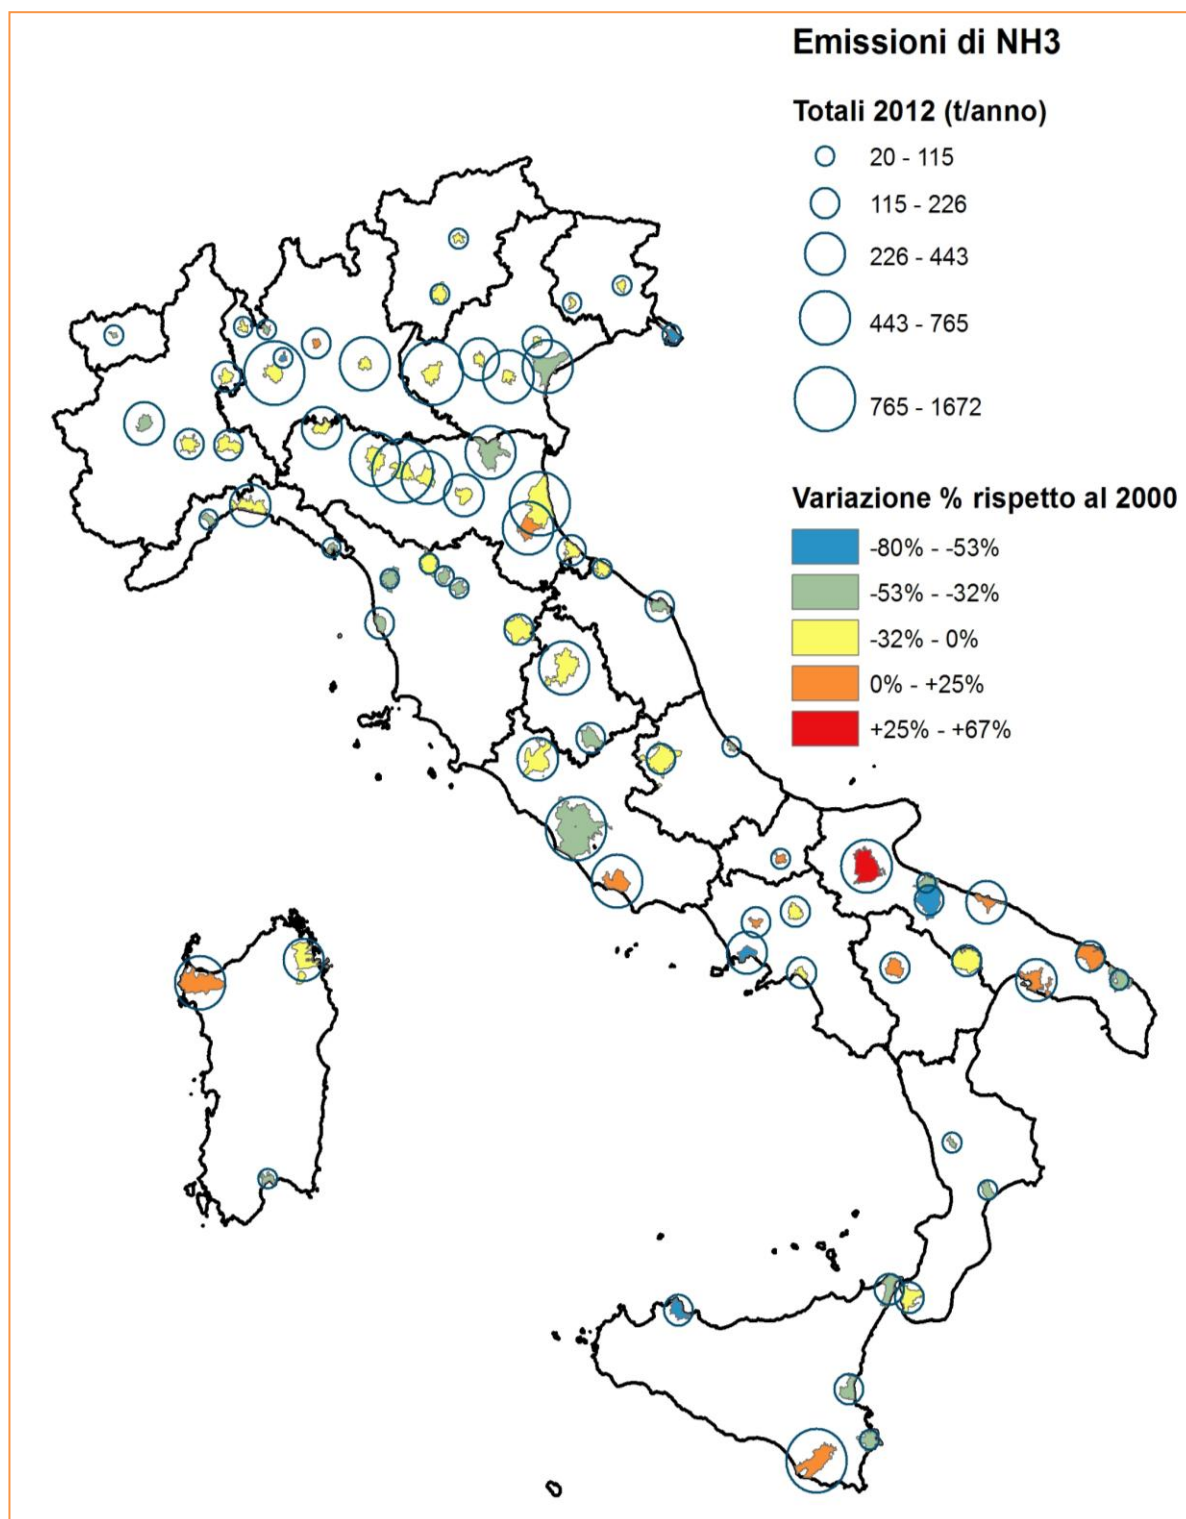 Emissioni di NH3
Totali 2012 (t/anno)
20 - 115
115 - 226
226 - 443
443 - 765
765 - 1672
Variazione % rispetto al 2000
-80% - -53%
-53% - -32%
-32% - 0%
0% - +25%
+25% - +67%